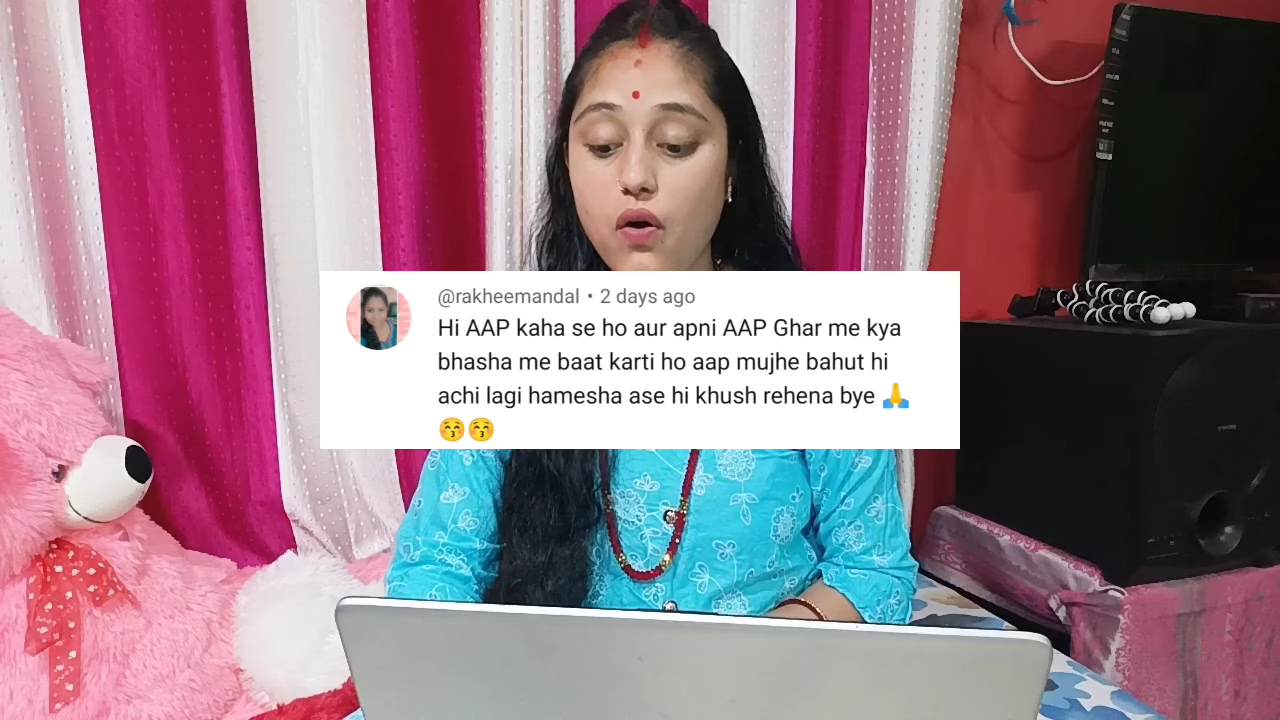 @rakheemandal • 2 days ago
Hi AAP kaha se ho aur apni AAP Ghar me kya
bhasha me baat karti ho aap mujhe bahut hi
achi lagi hamesha ase hi khush rehena bye 🙏
😚😚